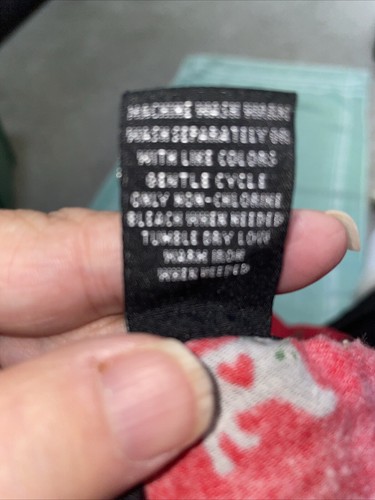 MACHINE WASH WARM
WASH SEPARATELY OR
WITH LIKE COLORS
GENTLE CYCLE
ONLY NON-CHLORINE
BLEACH WHEN NEEDED
TUMBLE DRY LOW
WARM IRON
WHEN NEEDED